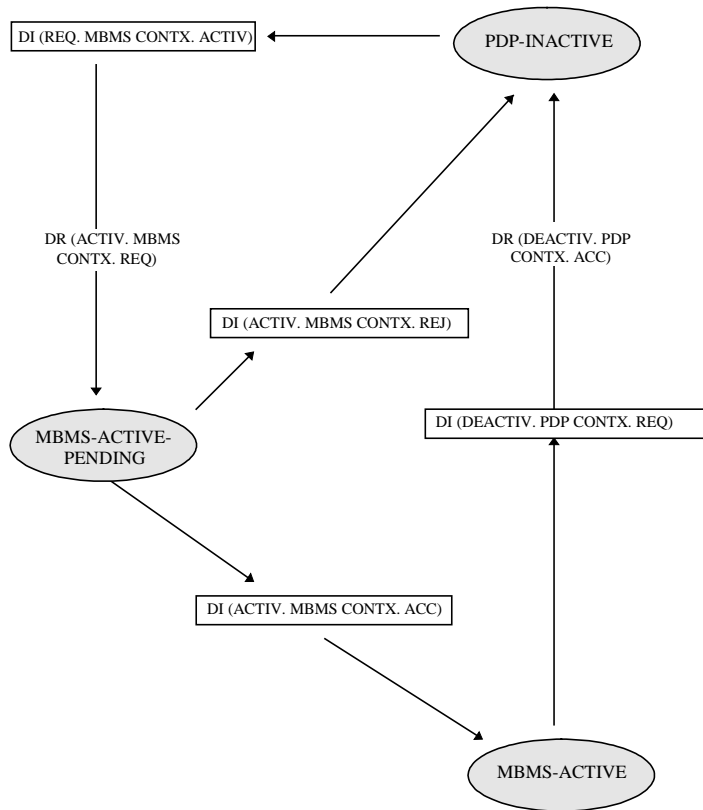 DI (REQ. MBMS CONTX. ACTIV)
PDP-INACTIVE
DR (ACTIV. MBMS
CONTX. REQ)
DR (DEACTIV. PDP
CONTX. ACC)
DI (ACTIV. MBMS CONTX. REJ)
MBMS-ACTIVE-
PENDING
DI (DEACTIV. PDP CONTX. REQ)
DI (ACTIV. MBMS CONTX. ACC)
MBMS-ACTIVE